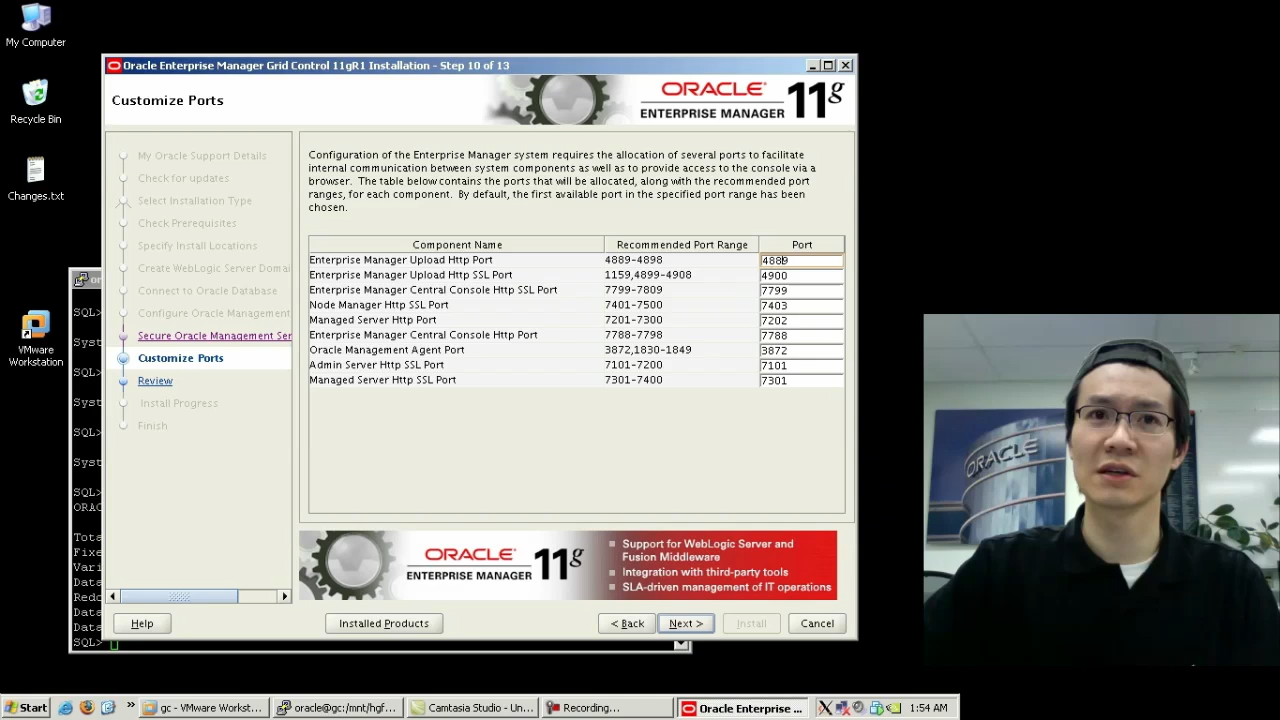 My Computer
Recycle Bin
Changes.txt
VMware
Workstation
Oracle Enterprise Manager Grid Control 11gR1 Installation - Step 10 of 13
Customize Ports
ORACLE
ENTERPRISE MANAGER 11g
My Oracle Support Details
Check for updates
Select Installation Type
Check Prerequisites
Specify Install Locations
Create WebLogic Server Domai
Connect to Oracle Database
Configure Oracle Management
Secure Oracle Management Ser
Customize Ports
Review
Install Progress
Finish
Configuration of the Enterprise Manager system requires the allocation of several ports to facilitate
internal communication between system components as well as to provide access to the console via a
browser. The table below contains the ports that will be allocated, along with the recommended port
ranges, for each component. By default, the first available port in the specified port range has been
chosen.
Component Name Recommended Port Range Port
Enterprise Manager Upload Http Port 4889-4898 4889
Enterprise Manager Upload Http SSL Port 1159,4899-4908 4900
Enterprise Manager Central Console Http SSL Port 7799-7809 7799
Node Manager Http SSL Port 7401-7500 7403
Managed Server Http Port 7201-7300 7202
Enterprise Manager Central Console Http Port 7788-7798 7788
Oracle Management Agent Port 3872,1830-1849 3872
Admin Server Http SSL Port 7101-7200 7101
Managed Server Http SSL Port 7301-7400 7301
SQL>
Syst
SQL>
Syst
SQL>
Syst
SQL>
ORAC
Tota
Fixe
Vari
Data
Redo
Data
Data
SQL>
ORACLE
ENTERPRISE MANAGER 11g
Support for WebLogic Server and
Fusion Middleware
Integration with third-party tools
SLA-driven management of IT operations
Help
Installed Products
< Back
Next >
Install
Cancel
ORACLE
Start
gc - VMware Workst...
oracle@gc:/mnt/hgf...
Camtasia Studio - Un...
Recording...
Oracle Enterprise ...
1:54 AM